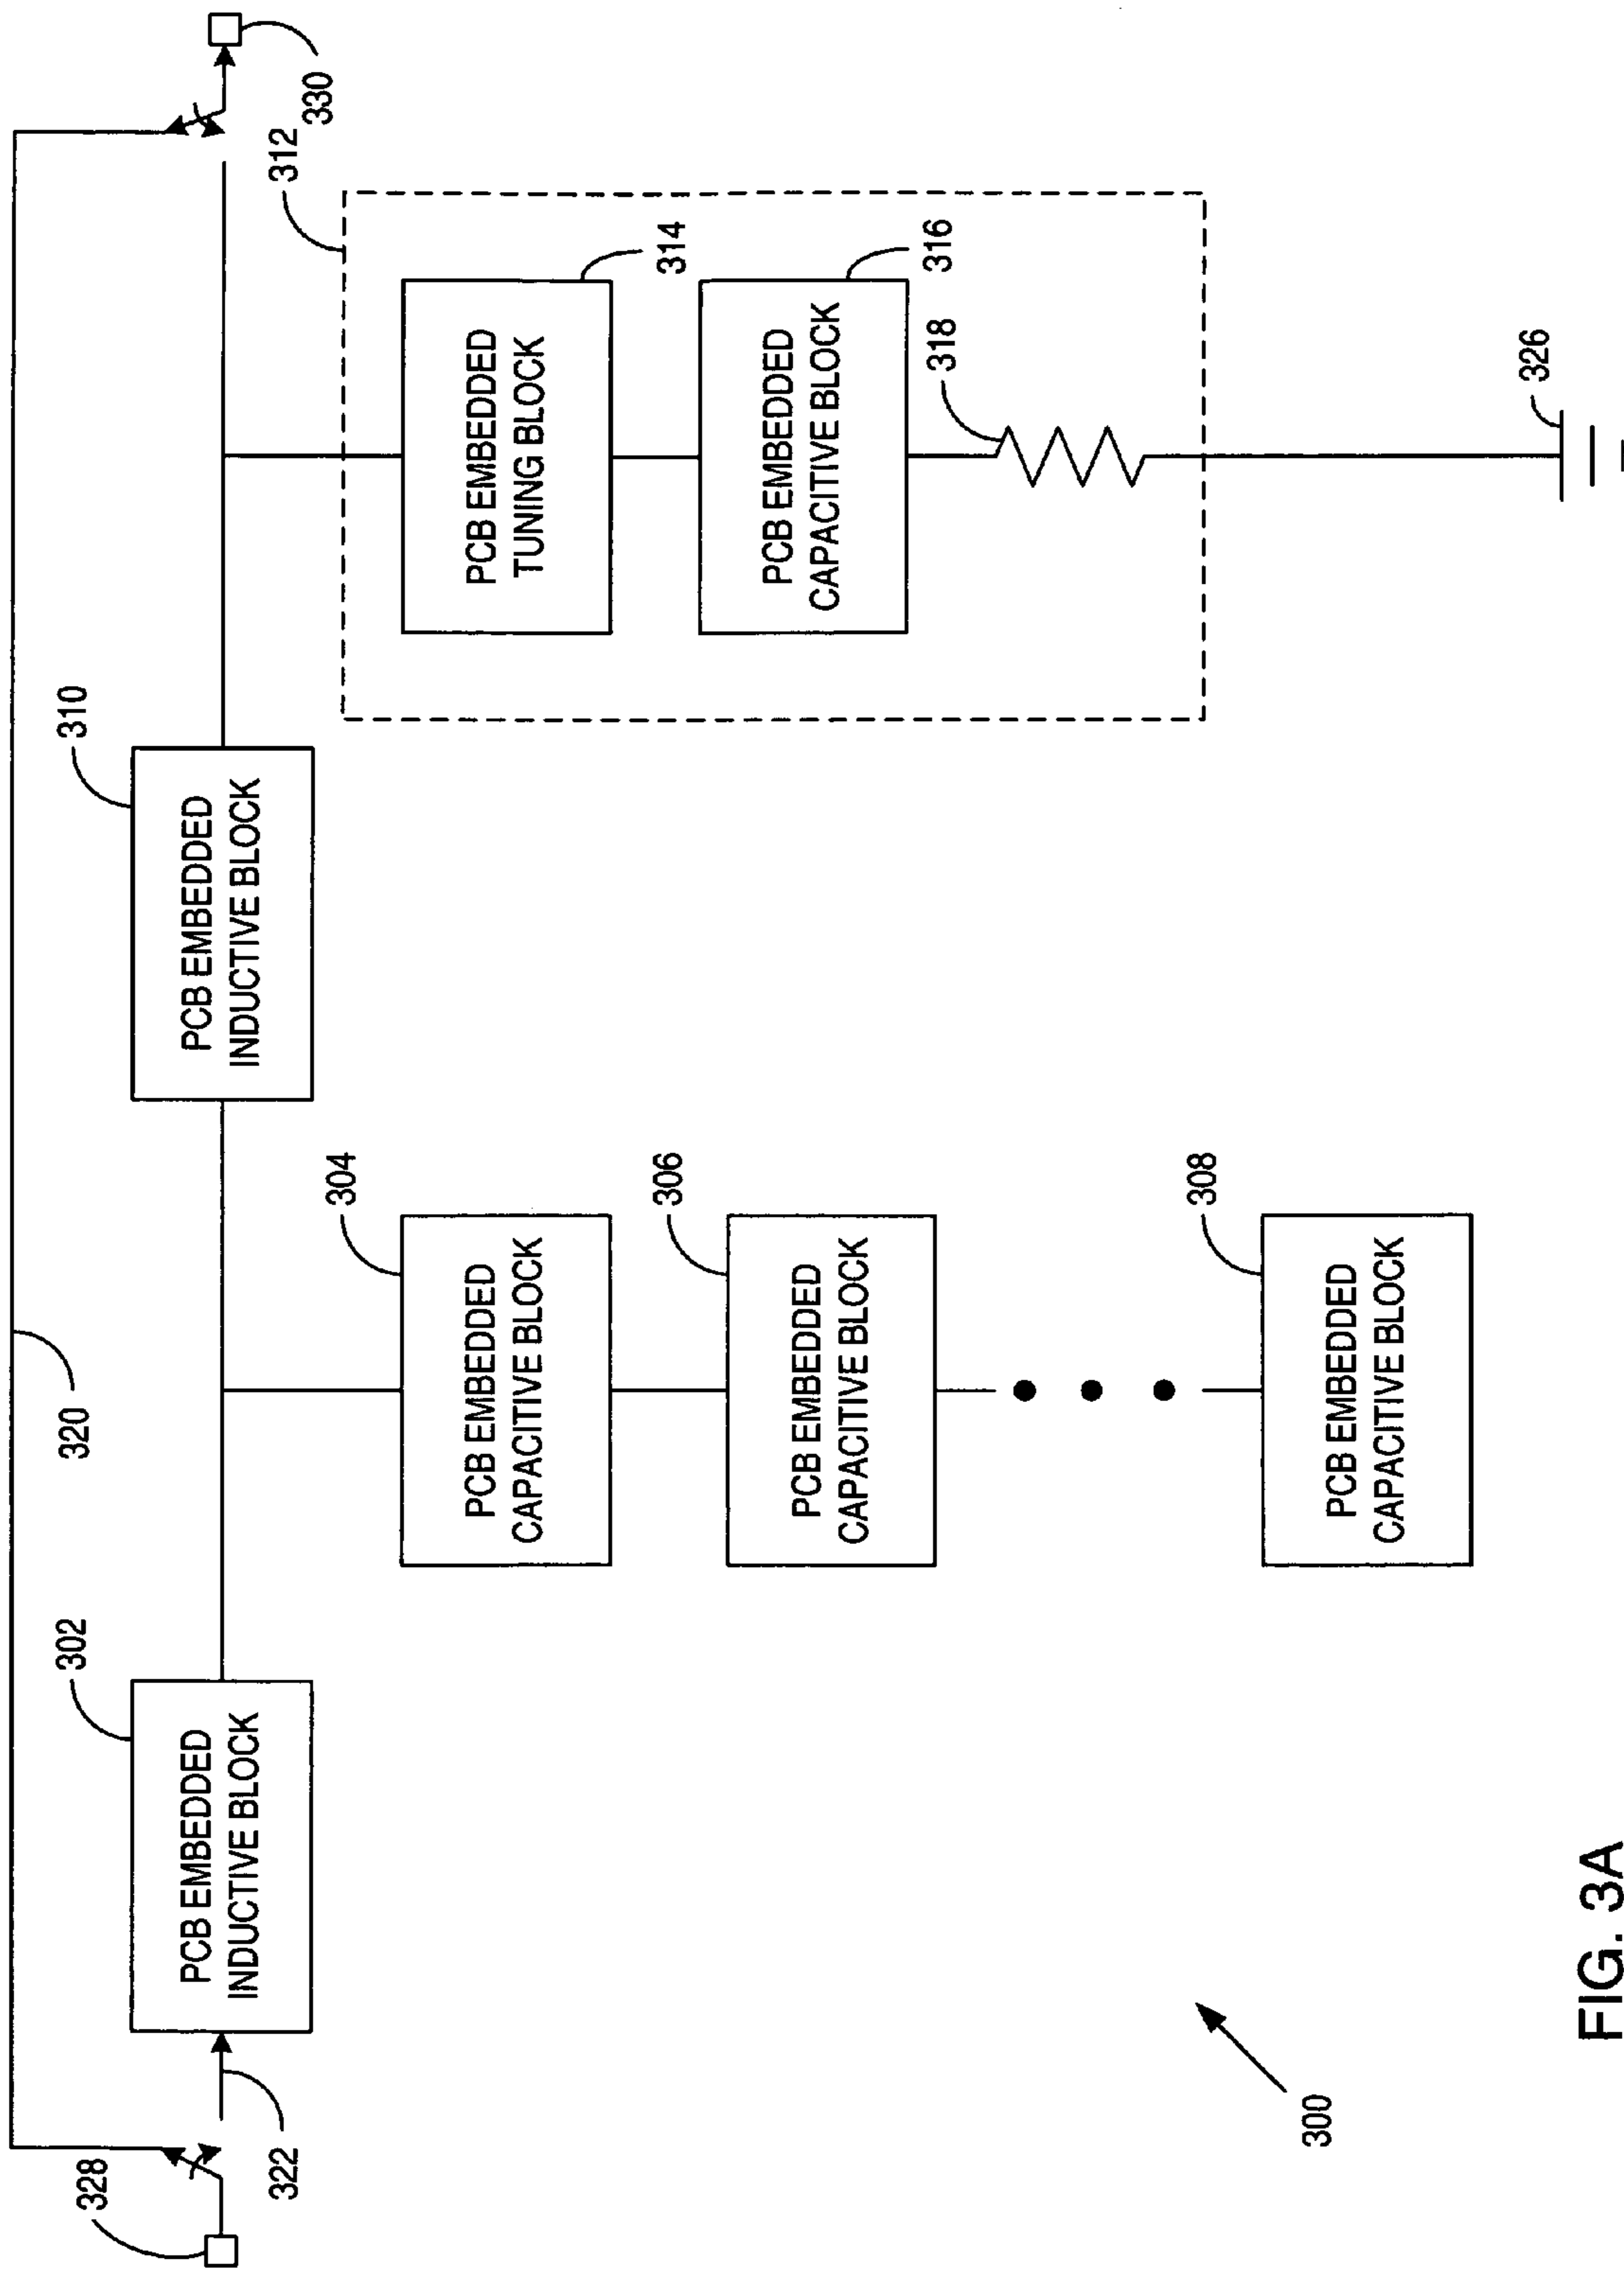 320
328
322
302
PCB EMBEDDED
INDUCTIVE BLOCK
310
PCB EMBEDDED
INDUCTIVE BLOCK
330
312
304
PCB EMBEDDED
CAPACITIVE BLOCK
306
PCB EMBEDDED
CAPACITIVE BLOCK
308
PCB EMBEDDED
CAPACITIVE BLOCK
PCB EMBEDDED
TUNING BLOCK
314
PCB EMBEDDED
CAPACITIVE BLOCK
316
318
326
300
FIG. 3A